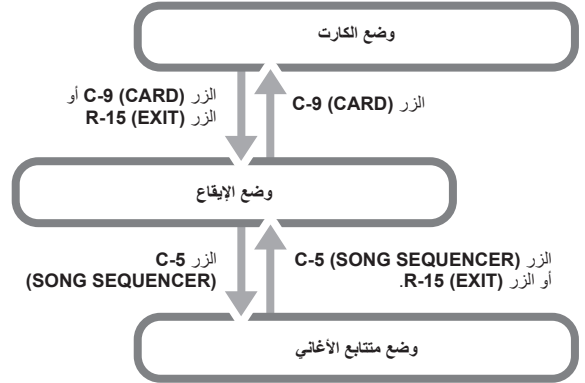 وضع الكارت
الزر C-9 (CARD)
الزر C-9 (CARD) أو
الزر R-15 (EXIT)
وضع الإيقاع
الزر C-5 (SONG SEQUENCER)
أو الزر R-15 (EXIT).
الزر C-5
(SONG SEQUENCER)
وضع متتابع الأغاني